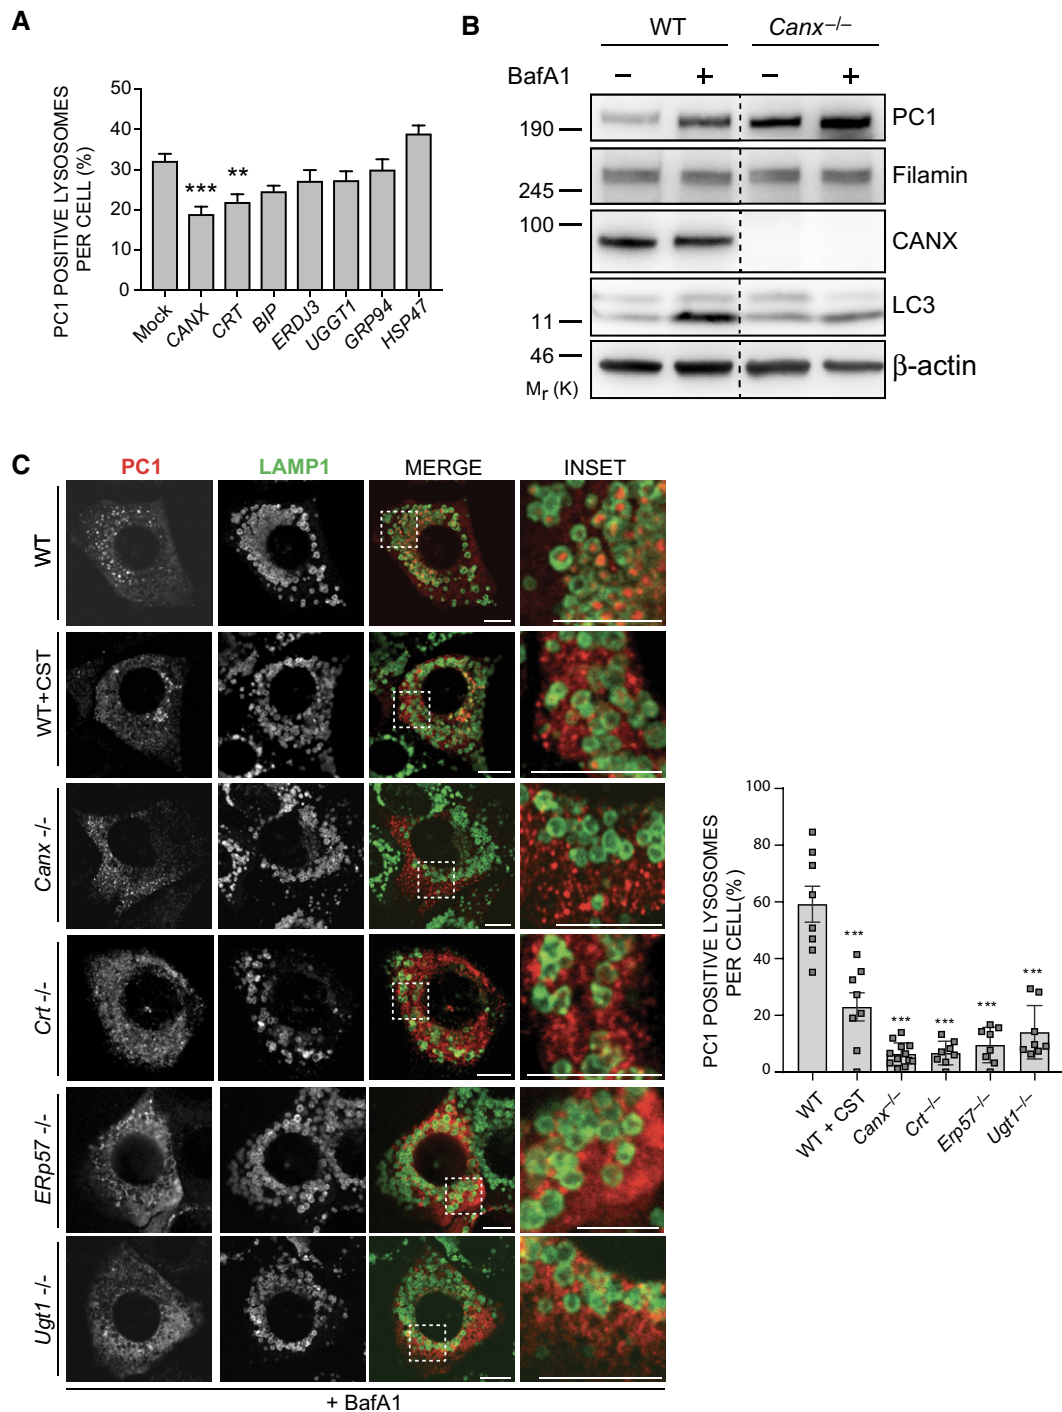 A
PC1 POSITIVE LYSOSOMES
PER CELL (%)
50
40
30
20
10
0
***
**
Mock
CANX
CRT
BIP
ERDJ3
UGGT1
GRP94
HSP47
B
WT
Canx–/–
BafA1
– + – +
190
PC1
245
Filamin
100
CANX
11
LC3
46
β-actin
Mr (K)
C
PC1
LAMP1
MERGE
INSET
WT
WT+CST
Canx -/-
Crt -/-
ERp57 -/-
Ugt1 -/-
+ BafA1
PC1 POSITIVE LYSOSOMES
PER CELL(%)
100
80
60
40
20
0
***
***
***
***
***
WT
WT + CST
Canx–/–
Crt–/–
Erp57–/–
Ugt1–/–